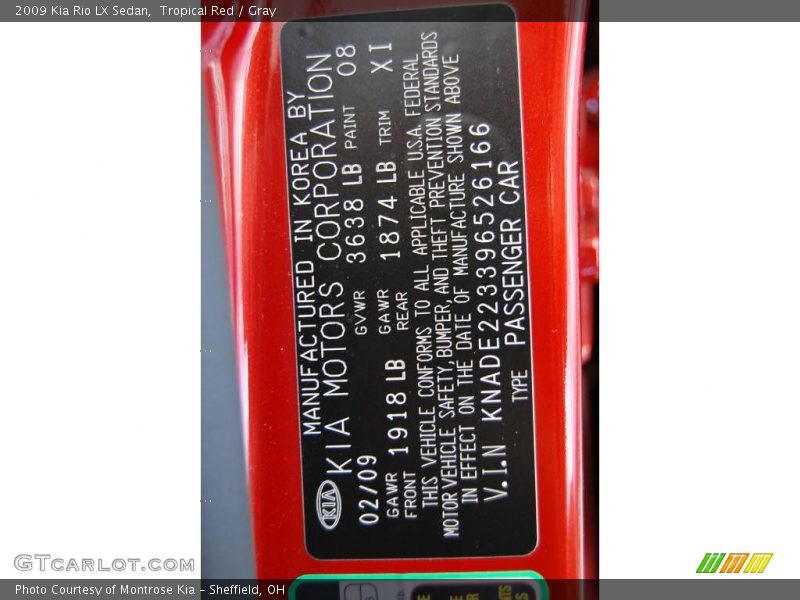 2009 Kia Rio LX Sedan, Tropical Red / Gray
MANUFACTURED IN KOREA BY
KIA KIA MOTORS CORPORATION
02/09 GVWR 3638 LB PAINT 08
GAWR FRONT 1918 LB GAWR REAR 1874 LB TRIM XI
THIS VEHICLE CONFORMS TO ALL APPLICABLE U.S.A. FEDERAL
MOTOR VEHICLE SAFETY, BUMPER, AND THEFT PREVENTION STANDARDS
IN EFFECT ON THE DATE OF MANUFACTURE SHOWN ABOVE
V.I.N KNADE223396526166
TYPE PASSENGER CAR
GTCarLot.com
Photo Courtesy of Montrose Kia - Sheffield, OH